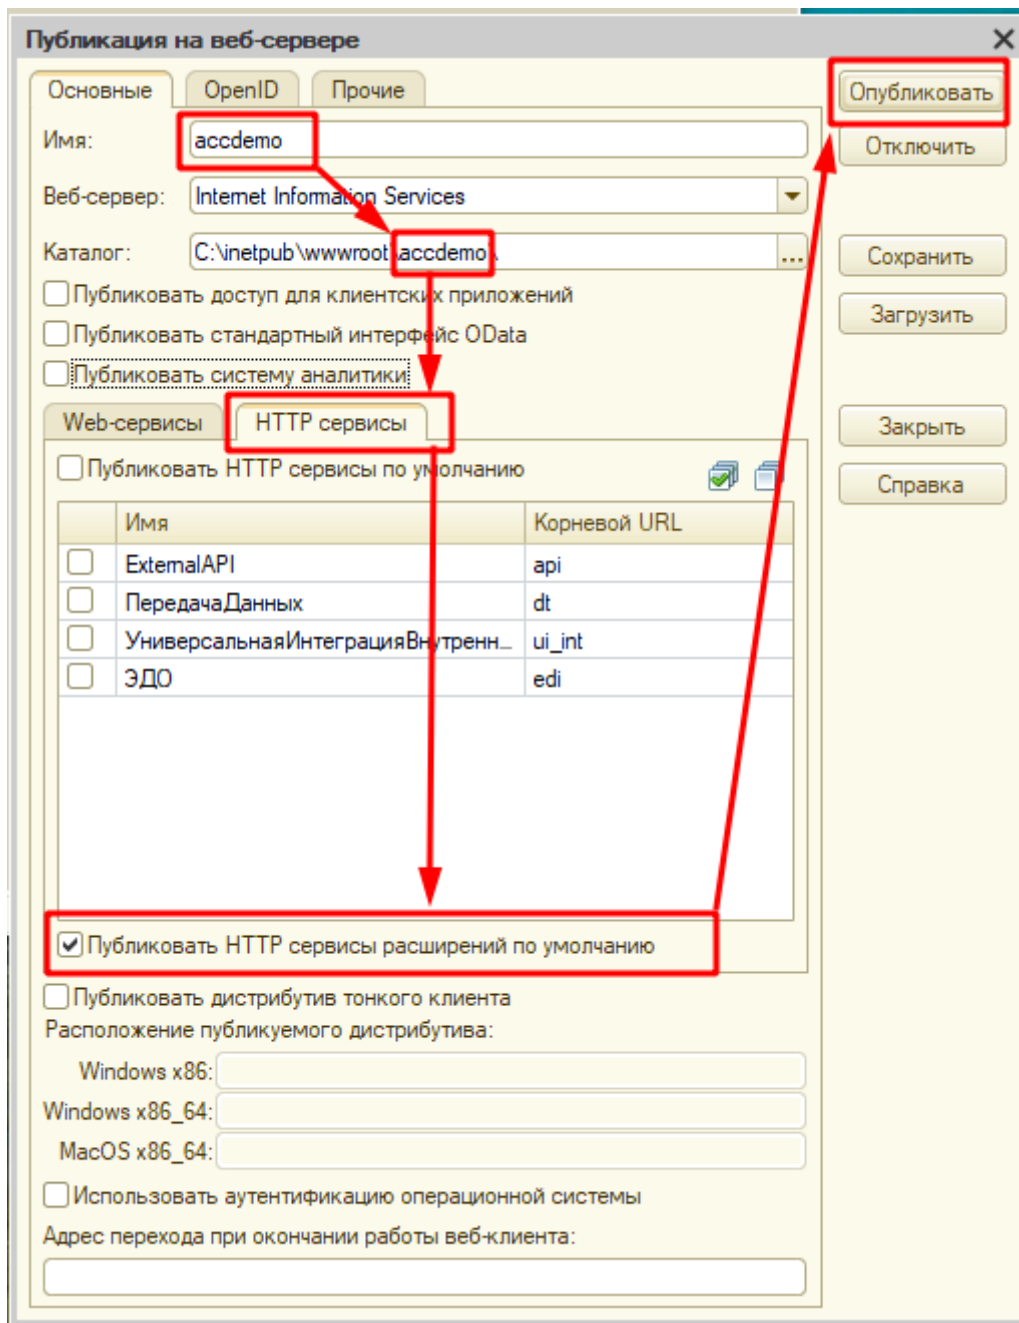 Публикация на веб-сервере
Основные OpenID Прочие
Опубликовать
Имя: accdemo
Отключить
Веб-сервер: Internet Information Services
Каталог: C:\inetpub\wwwroot\accdemo\ ...
Сохранить
Публиковать доступ для клиентских приложений
Загрузить
Публиковать стандартный интерфейс OData
Публиковать систему аналитики
Web-сервисы HTTP сервисы
Закрыть
Публиковать HTTP сервисы по умолчанию
Справка
Имя Корневой URL
ExternalAPI api
ПередачаДанных dt
УниверсальнаяИнтеграцияВнутренн... ui_int
ЭДО edi
Публиковать HTTP сервисы расширений по умолчанию
Публиковать дистрибутив тонкого клиента
Расположение публикуемого дистрибутива:
Windows x86:
Windows x86_64:
MacOS x86_64:
Использовать аутентификацию операционной системы
Адрес перехода при окончании работы веб-клиента: